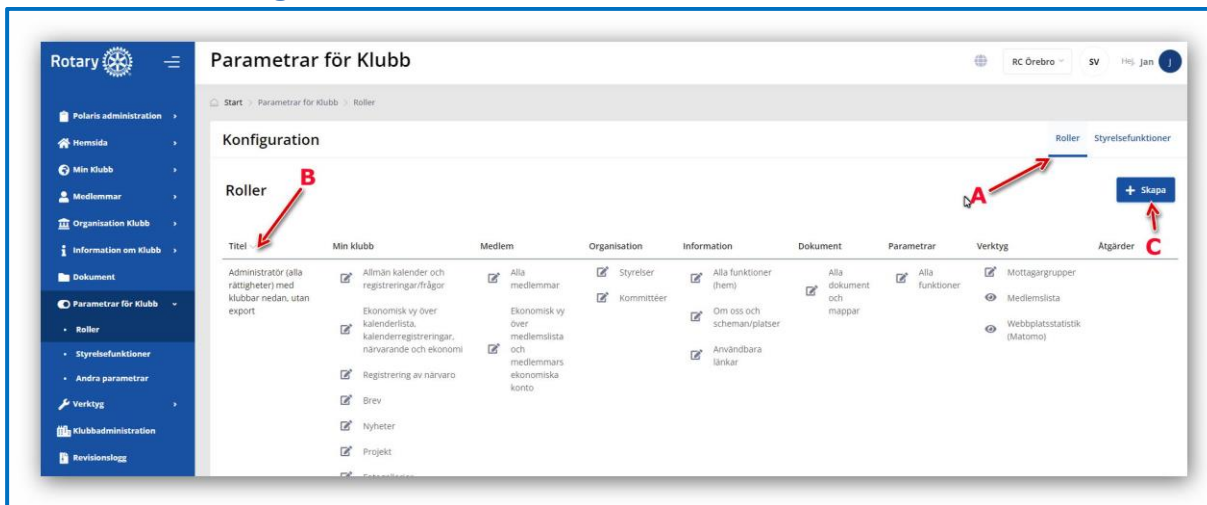 Rotary
Parametrar för Klubb
RC Örebro
SV
Hej, Jan
J
Start > Parametrar för Klubb > Roller
Polaris administration
Hemsida
Min Klubb
Medlemmar
Organisation Klubb
Information om Klubb
Dokument
Parametrar för Klubb
Roller
Styrelsefunktioner
Andra parametrar
Verktyg
Klubbadministration
Revisionslogg
Konfiguration
Roller
Styrelsefunktioner
Roller
B
A
+ Skapa
C
Titel
Min klubb
Medlem
Organisation
Information
Dokument
Parametrar
Verktyg
Åtgärder
Administratör (alla
rättigheter) med
klubbar nedan, utan
export
Allmän kalender och
registreringar/frågor
Ekonomisk vy över
kalenderlista,
kalenderregistreringar,
närvarande och ekonomi
Registrering av närvaro
Brev
Nyheter
Projekt
Alla
medlemmar
Ekonomisk vy
över
medlemslista
och
medlemmars
ekonomiska
konto
Styrelser
Kommittéer
Alla funktioner
(hem)
Om oss och
scheman/platser
Användbara
länkar
Alla
dokument
och
mappar
Alla
funktioner
Mottagargrupper
Medlemslista
Webbplatsstatistik
(Matomo)